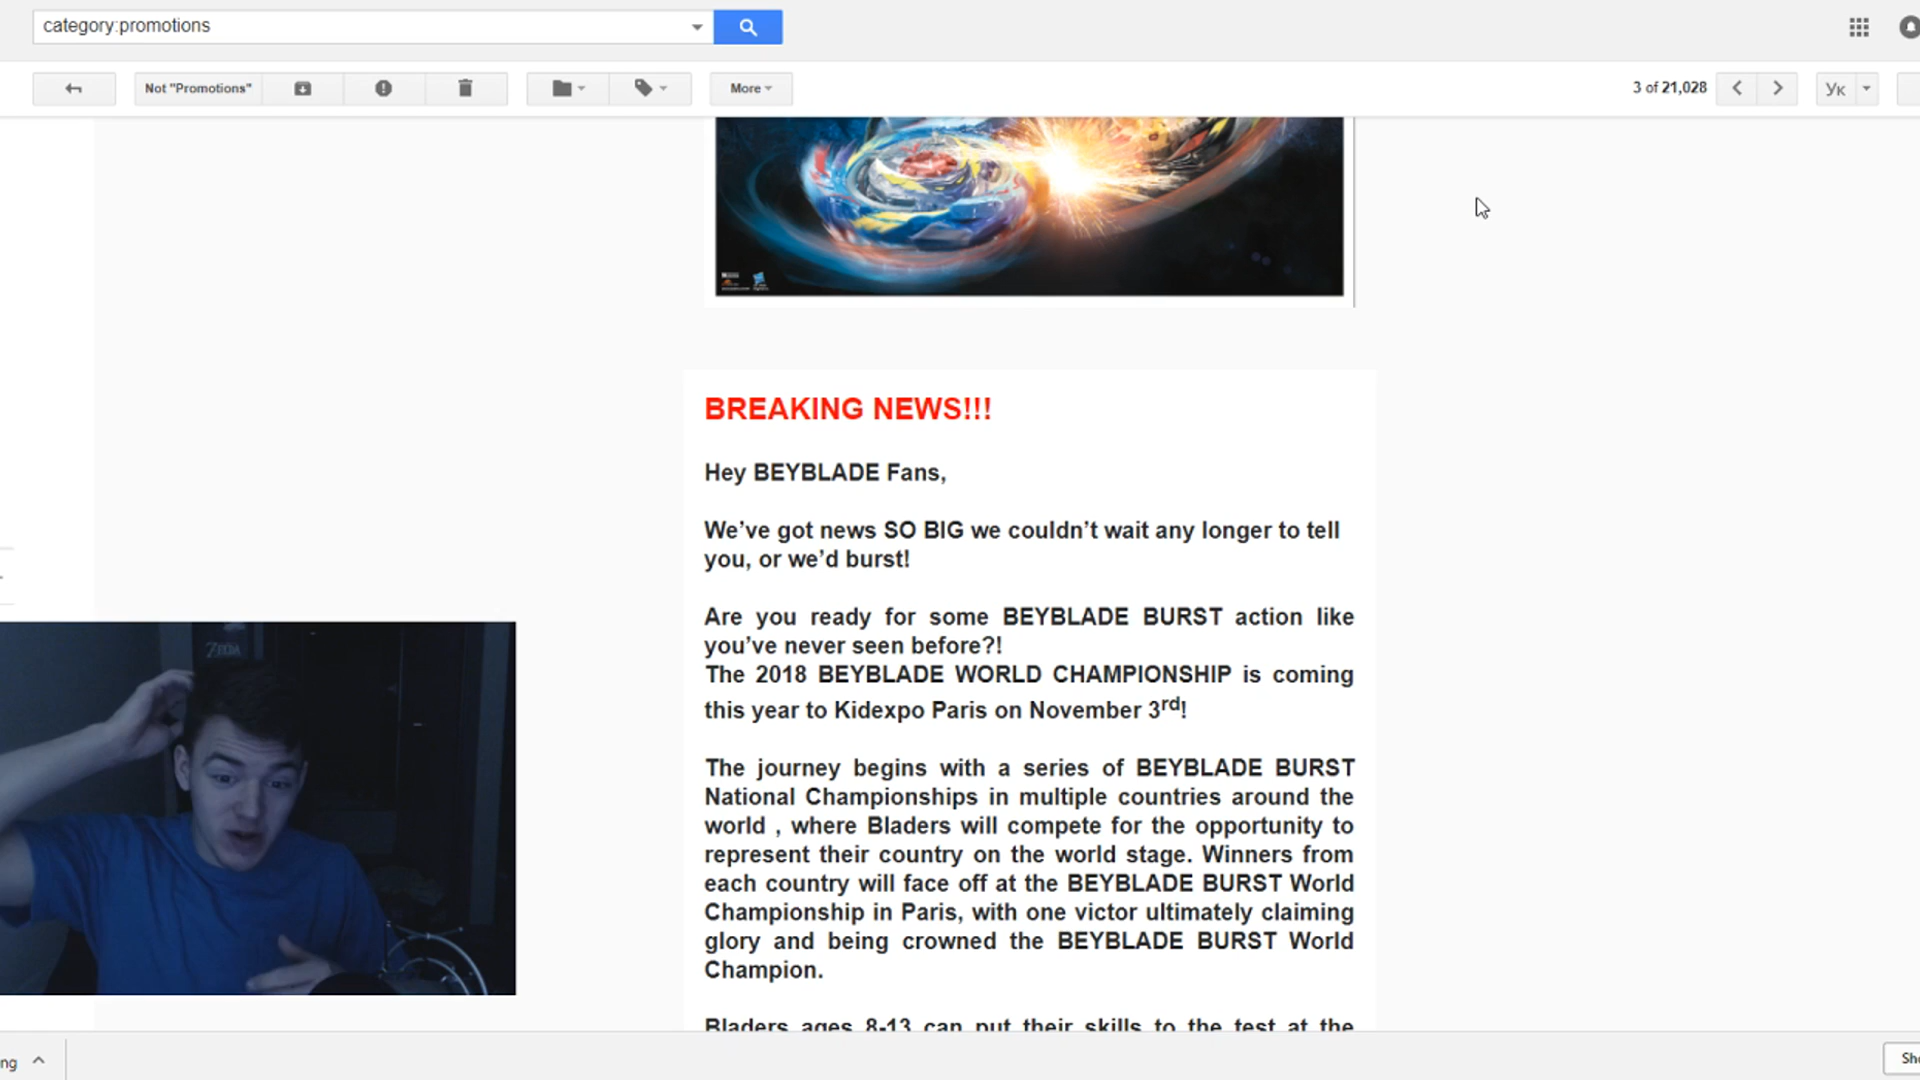 category:promotions
Not "Promotions"
More
3 of 21,028
Ук
BREAKING NEWS!!!
Hey BEYBLADE Fans,
We’ve got news SO BIG we couldn’t wait any longer to tell
you, or we’d burst!
Are you ready for some BEYBLADE BURST action like
you’ve never seen before?!
The 2018 BEYBLADE WORLD CHAMPIONSHIP is coming
this year to Kidexpo Paris on November 3rd!
The journey begins with a series of BEYBLADE BURST
National Championships in multiple countries around the
world , where Bladers will compete for the opportunity to
represent their country on the world stage. Winners from
each country will face off at the BEYBLADE BURST World
Championship in Paris, with one victor ultimately claiming
glory and being crowned the BEYBLADE BURST World
Champion.
Bladers ages 8-13 can put their skills to the test at the
ZELDA
ng
Sho